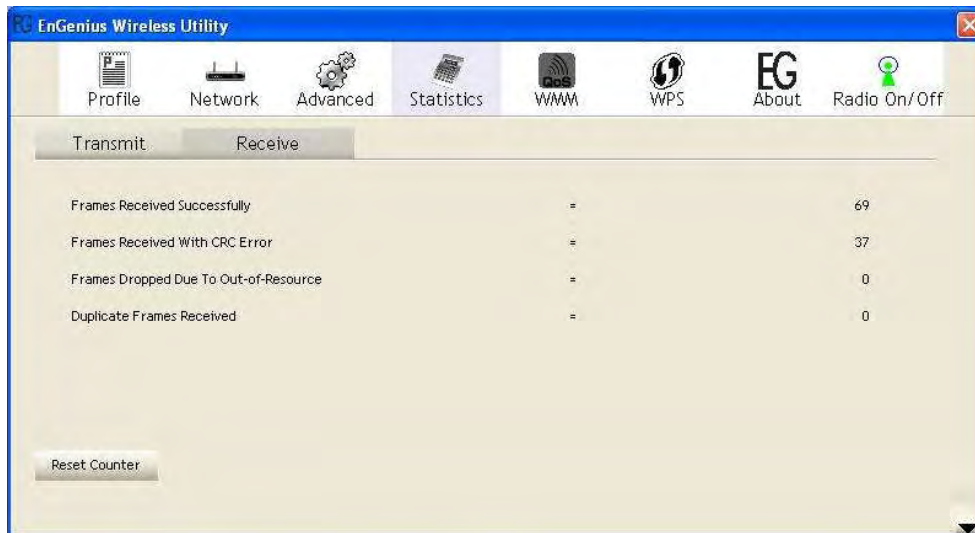 EG EnGenius Wireless Utility
Profile Network Advanced Statistics QoS WMM WPS EG About Radio On/Off
Transmit Receive
Frames Received Successfully = 69
Frames Received With CRC Error = 37
Frames Dropped Due To Out-of-Resource = 0
Duplicate Frames Received = 0
Reset Counter